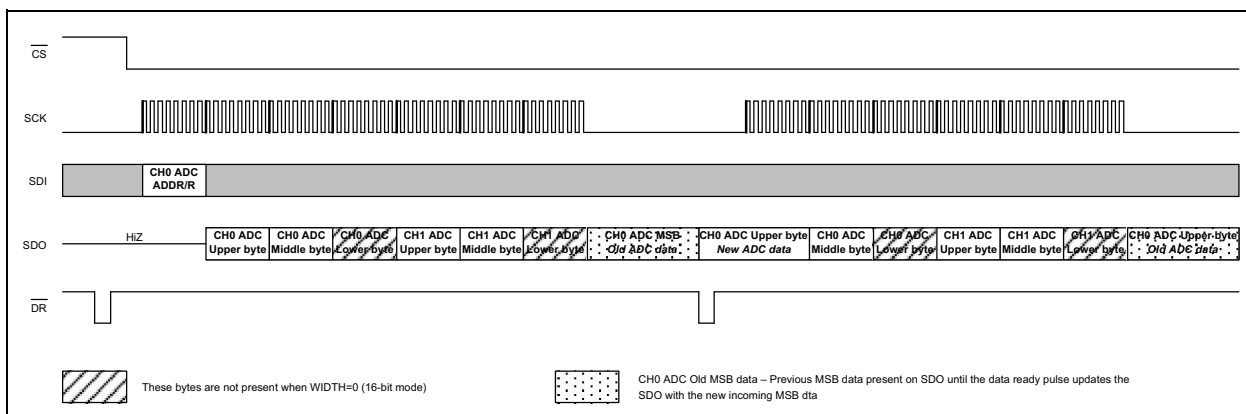 CS
SCK
SDI
CH0 ADC
ADDR/R
SDO
HiZ
CH0 ADC
Upper byte
CH0 ADC
Middle byte
CH0 ADC
Lower byte
CH1 ADC
Upper byte
CH1 ADC
Middle byte
CH1 ADC
Lower byte
CH0 ADC MSB
Old ADC data
CH0 ADC Upper byte
New ADC data
CH0 ADC
Middle byte
CH0 ADC
Lower byte
CH1 ADC
Upper byte
CH1 ADC
Middle byte
CH1 ADC
Lower byte
CH0 ADC Upper byte
Old ADC data
DR
These bytes are not present when WIDTH=0 (16-bit mode)
CH0 ADC Old MSB data – Previous MSB data present on SDO until the data ready pulse updates the
SDO with the new incoming MSB dta